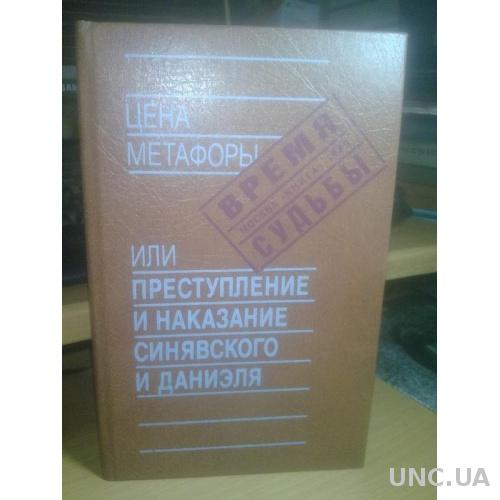 ЦЕНА
МЕТАФОРЫ
ВРЕМЯ
СУДЬБЫ
ИЛИ
ПРЕСТУПЛЕНИЕ
И НАКАЗАНИЕ
СИНЯВСКОГО
И ДАНИЭЛЯ
UNC.UA